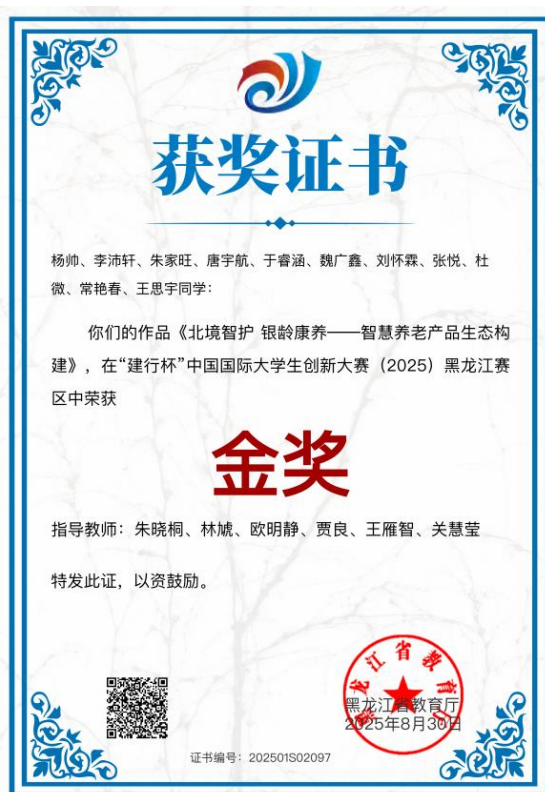 获奖证书
杨帅、李沛轩、朱家旺、唐宇航、于睿涵、魏广鑫、刘怀霖、张悦、杜
微、常艳春、王思宇同学：
你们的作品《北境智护 银龄康养——智慧养老产品生态构
建》，在“建行杯”中国国际大学生创新大赛（2025）黑龙江赛
区中荣获
金奖
指导教师：朱晓桐、林虓、欧明静、贾良、王雁智、关慧莹
特发此证，以资鼓励。
黑龙江省教育厅
黑龙江省教育厅
2025年8月30日
证书编号：202501S02097